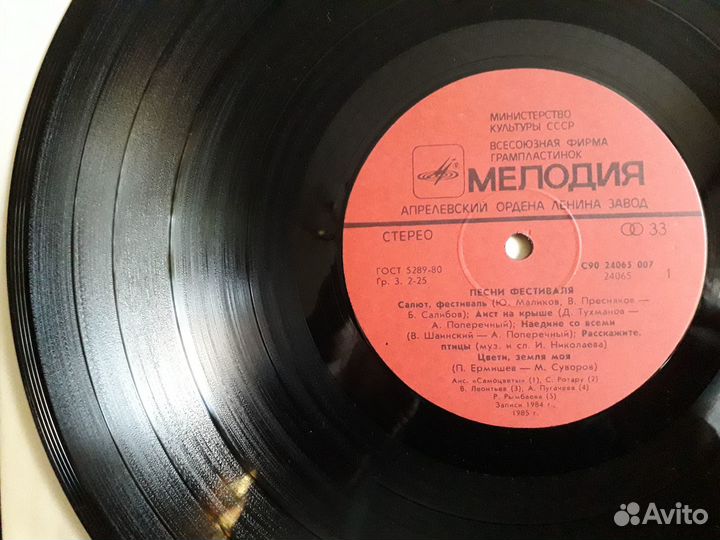 МИНИСТЕРСТВО
КУЛЬТУРЫ СССР
ВСЕСОЮЗНАЯ ФИРМА
ГРАМПЛАСТИНОК
МЕЛОДИЯ
АПРЕЛЕВСКИЙ ОРДЕНА ЛЕНИНА ЗАВОД
СТЕРЕО 33
ГОСТ 5289-80 С90 24065 007
Гр. 3. 2-25 24065 1
ПЕСНИ ФЕСТИВАЛЯ
Салют, фестиваль (Ю. Маликов, В. Пресняков —
Б. Салибов); Аист на крыше (Д. Тухманов —
А. Поперечный); Наедине со всеми
(В. Шаинский — А. Поперечный); Расскажите,
птицы (муз. и сл. И. Николаева)
Цвети, земля моя
(П. Ермишев — М. Суворов)
Анс. «Самоцветы» (1), С. Ротару (2)
В. Леонтьев (3), А. Пугачева (4)
Р. Рымбаева (5)
Записи 1984 г.,
1985 г.
Avito